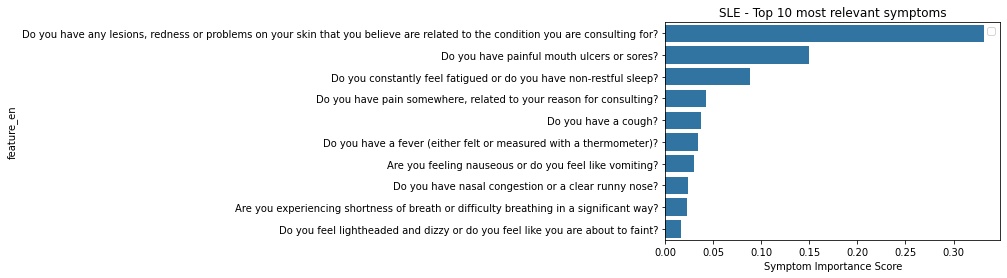 SLE - Top 10 most relevant symptoms
feature_en
Do you have any lesions, redness or problems on your skin that you believe are related to the condition you are consulting for?
Do you have painful mouth ulcers or sores?
Do you constantly feel fatigued or do you have non-restful sleep?
Do you have pain somewhere, related to your reason for consulting?
Do you have a cough?
Do you have a fever (either felt or measured with a thermometer)?
Are you feeling nauseous or do you feel like vomiting?
Do you have nasal congestion or a clear runny nose?
Are you experiencing shortness of breath or difficulty breathing in a significant way?
Do you feel lightheaded and dizzy or do you feel like you are about to faint?
0.00 0.05 0.10 0.15 0.20 0.25 0.30
Symptom Importance Score